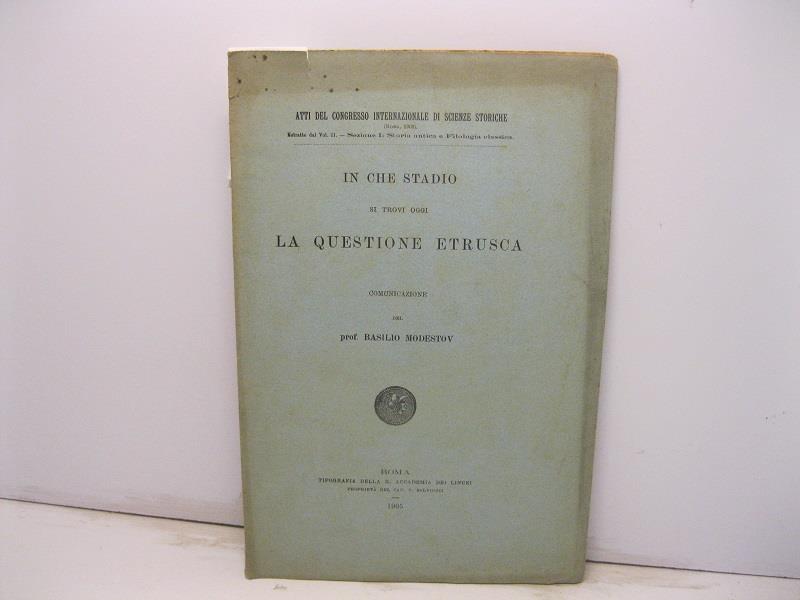 ATTI DEL CONGRESSO INTERNAZIONALE DI SCIENZE STORICHE
(Roma, 1903).
Estratto dal Vol. II. — Sezione I: Storia antica e Filologia classica.
IN CHE STADIO
SI TROVI OGGI
LA QUESTIONE ETRUSCA
COMUNICAZIONE
DEL
prof. BASILIO MODESTOV
ROMA
TIPOGRAFIA DELLA R. ACCADEMIA DEI LINCEI
PROPRIETÀ DEL CAV. V. SALVIUCCI
1905